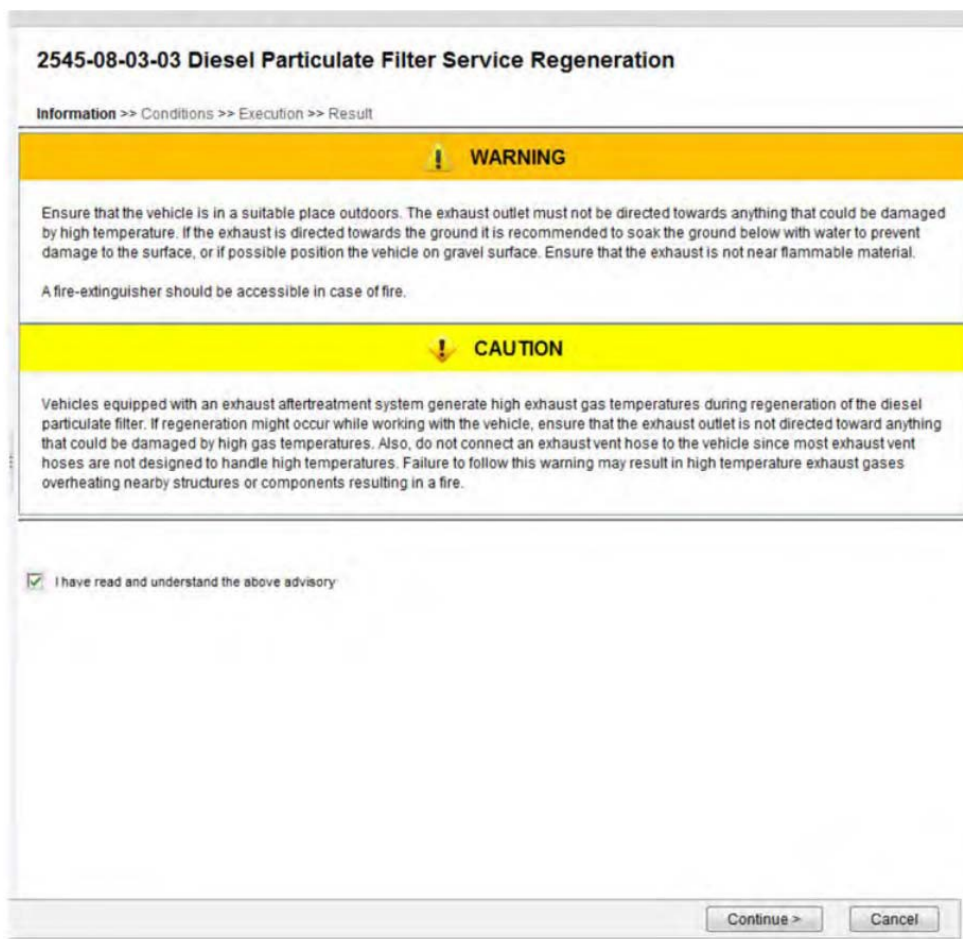 2545-08-03-03 Diesel Particulate Filter Service Regeneration
Information >> Conditions >> Execution >> Result
WARNING
Ensure that the vehicle is in a suitable place outdoors. The exhaust outlet must not be directed towards anything that could be damaged
by high temperature. If the exhaust is directed towards the ground it is recommended to soak the ground below with water to prevent
damage to the surface, or if possible position the vehicle on gravel surface. Ensure that the exhaust is not near flammable material.
A fire-extinguisher should be accessible in case of fire.
CAUTION
Vehicles equipped with an exhaust aftertreatment system generate high exhaust gas temperatures during regeneration of the diesel
particulate filter. If regeneration might occur while working with the vehicle, ensure that the exhaust outlet is not directed toward anything
that could be damaged by high gas temperatures. Also, do not connect an exhaust vent hose to the vehicle since most exhaust vent
hoses are not designed to handle high temperatures. Failure to follow this warning may result in high temperature exhaust gases
overheating nearby structures or components resulting in a fire.
I have read and understand the above advisory
Continue >
Cancel